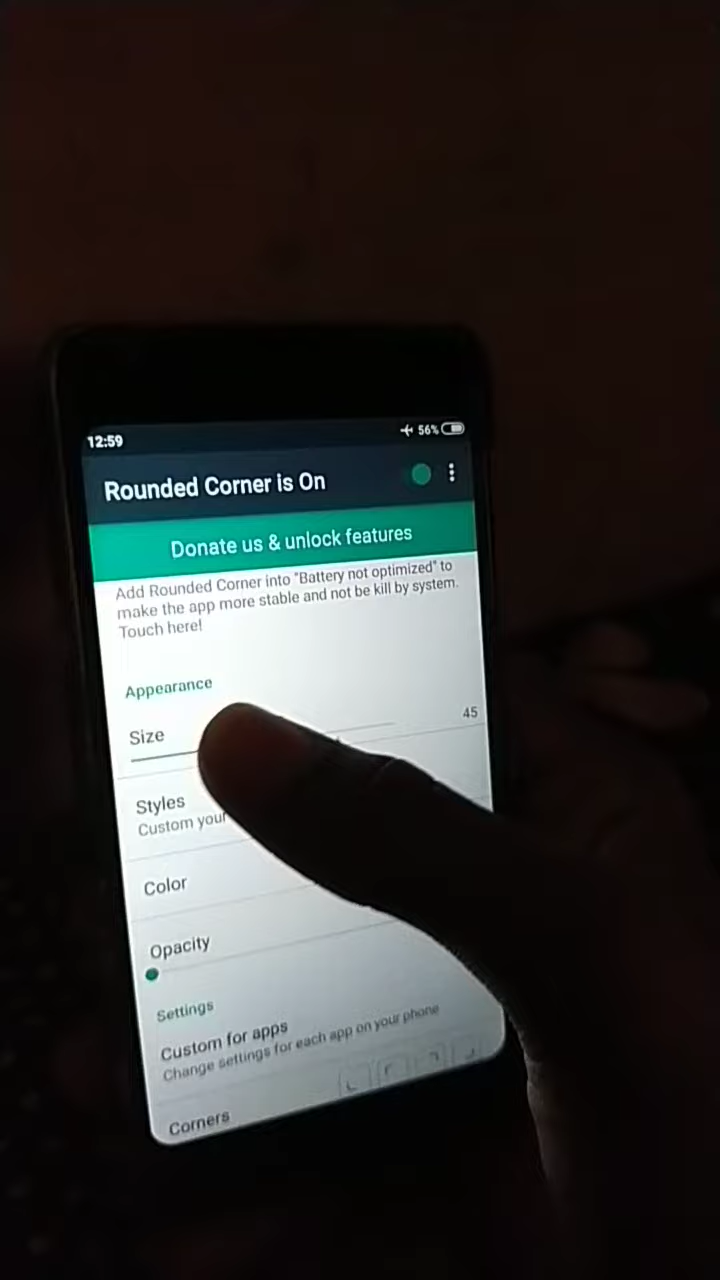 12:59
56%
Rounded Corner is On
Donate us & unlock features
Add Rounded Corner into "Battery not optimized" to
make the app more stable and not be kill by system.
Touch here!
Appearance
Size
45
Styles
Custom your
Color
Opacity
Settings
Custom for apps
Change settings for each app on your phone
Corners